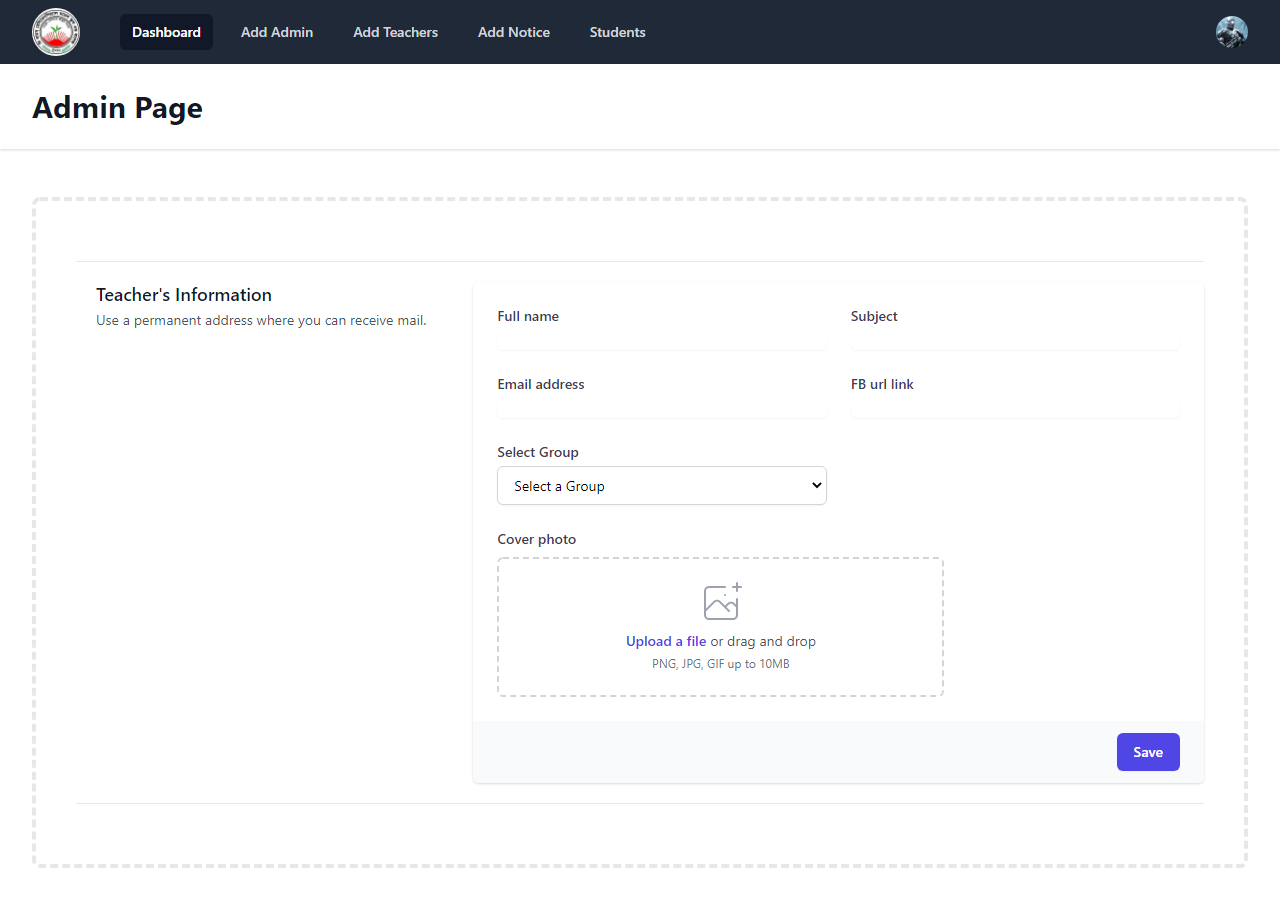 Dashboard Add Admin Add Teachers Add Notice Students
Admin Page
Teacher's Information
Use a permanent address where you can receive mail.
Full name Subject
Email address FB url link
Select Group
Select a Group
Cover photo
Upload a file or drag and drop
PNG, JPG, GIF up to 10MB
Save